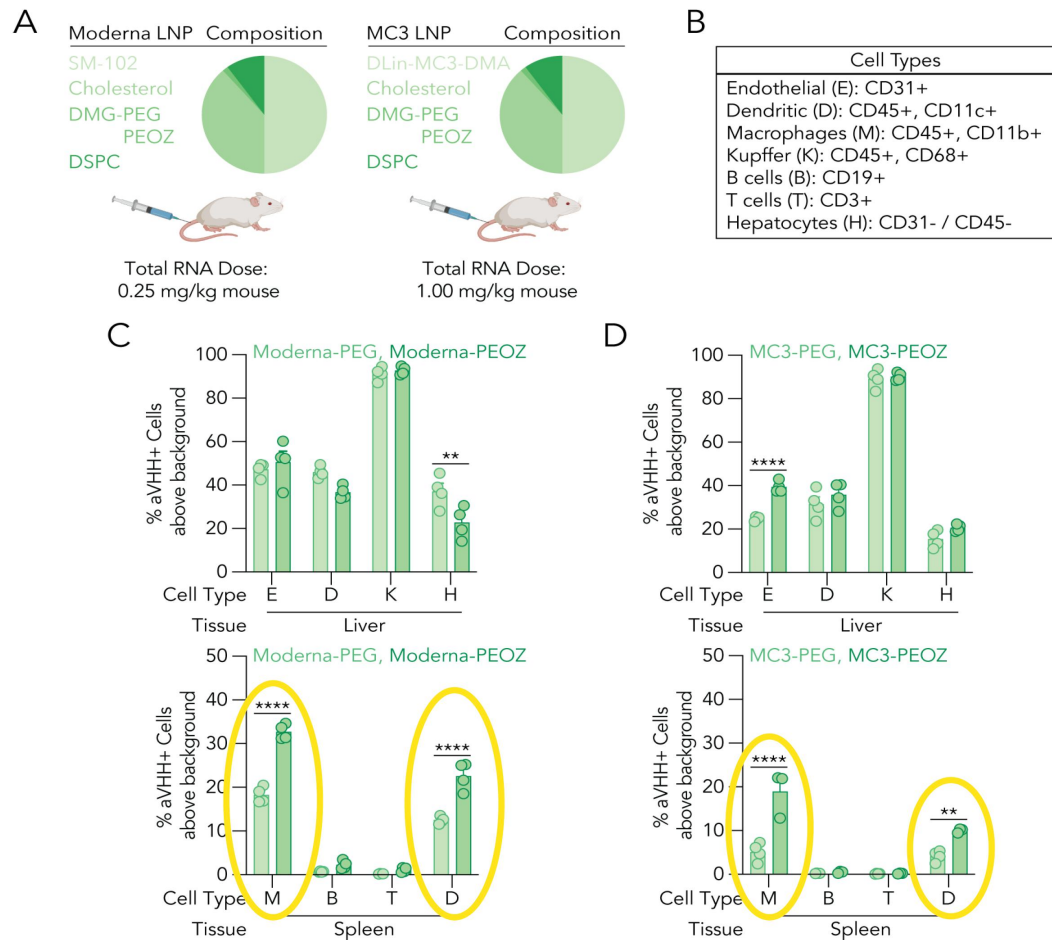 A
Moderna LNP Composition
SM-102
Cholesterol
DMG-PEG
PEOZ
DSPC
Total RNA Dose:
0.25 mg/kg mouse
MC3 LNP Composition
DLin-MC3-DMA
Cholesterol
DMG-PEG
PEOZ
DSPC
Total RNA Dose:
1.00 mg/kg mouse
B
Cell Types
Endothelial (E): CD31+
Dendritic (D): CD45+, CD11c+
Macrophages (M): CD45+, CD11b+
Kupffer (K): CD45+, CD68+
B cells (B): CD19+
T cells (T): CD3+
Hepatocytes (H): CD31- / CD45-
C
Moderna-PEG, Moderna-PEOZ
% aVHH+ Cells
above background
100
80
60
40
20
0
**
Cell Type E D K H
Tissue Liver
Moderna-PEG, Moderna-PEOZ
% aVHH+ Cells
above background
50
40
30
20
10
0
****
****
Cell Type M B T D
Tissue Spleen
D
MC3-PEG, MC3-PEOZ
% aVHH+ Cells
above background
100
80
60
40
20
0
****
Cell Type E D K H
Tissue Liver
MC3-PEG, MC3-PEOZ
% aVHH+ Cells
above background
50
40
30
20
10
0
****
**
Cell Type M B T D
Tissue Spleen